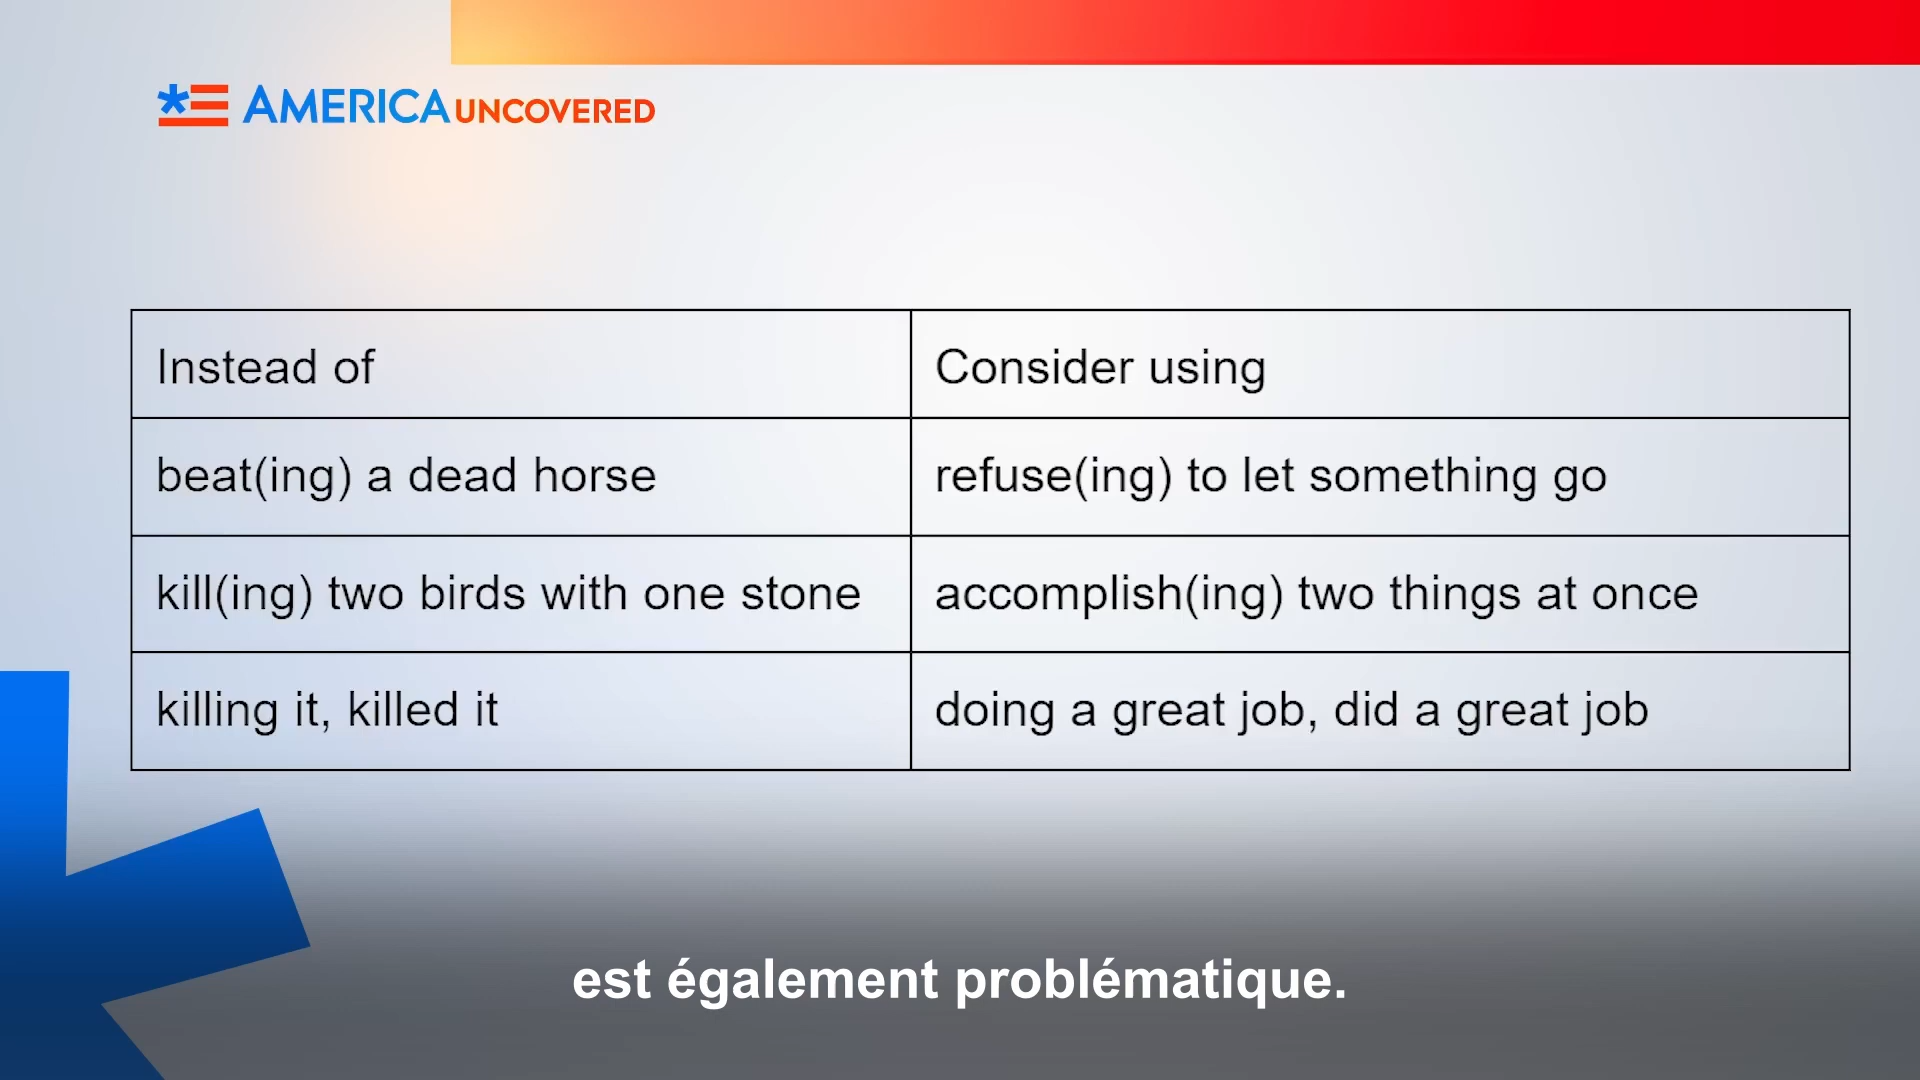 AMERICA UNCOVERED
Instead of
Consider using
beat(ing) a dead horse
refuse(ing) to let something go
kill(ing) two birds with one stone
accomplish(ing) two things at once
killing it, killed it
doing a great job, did a great job
est également problématique.